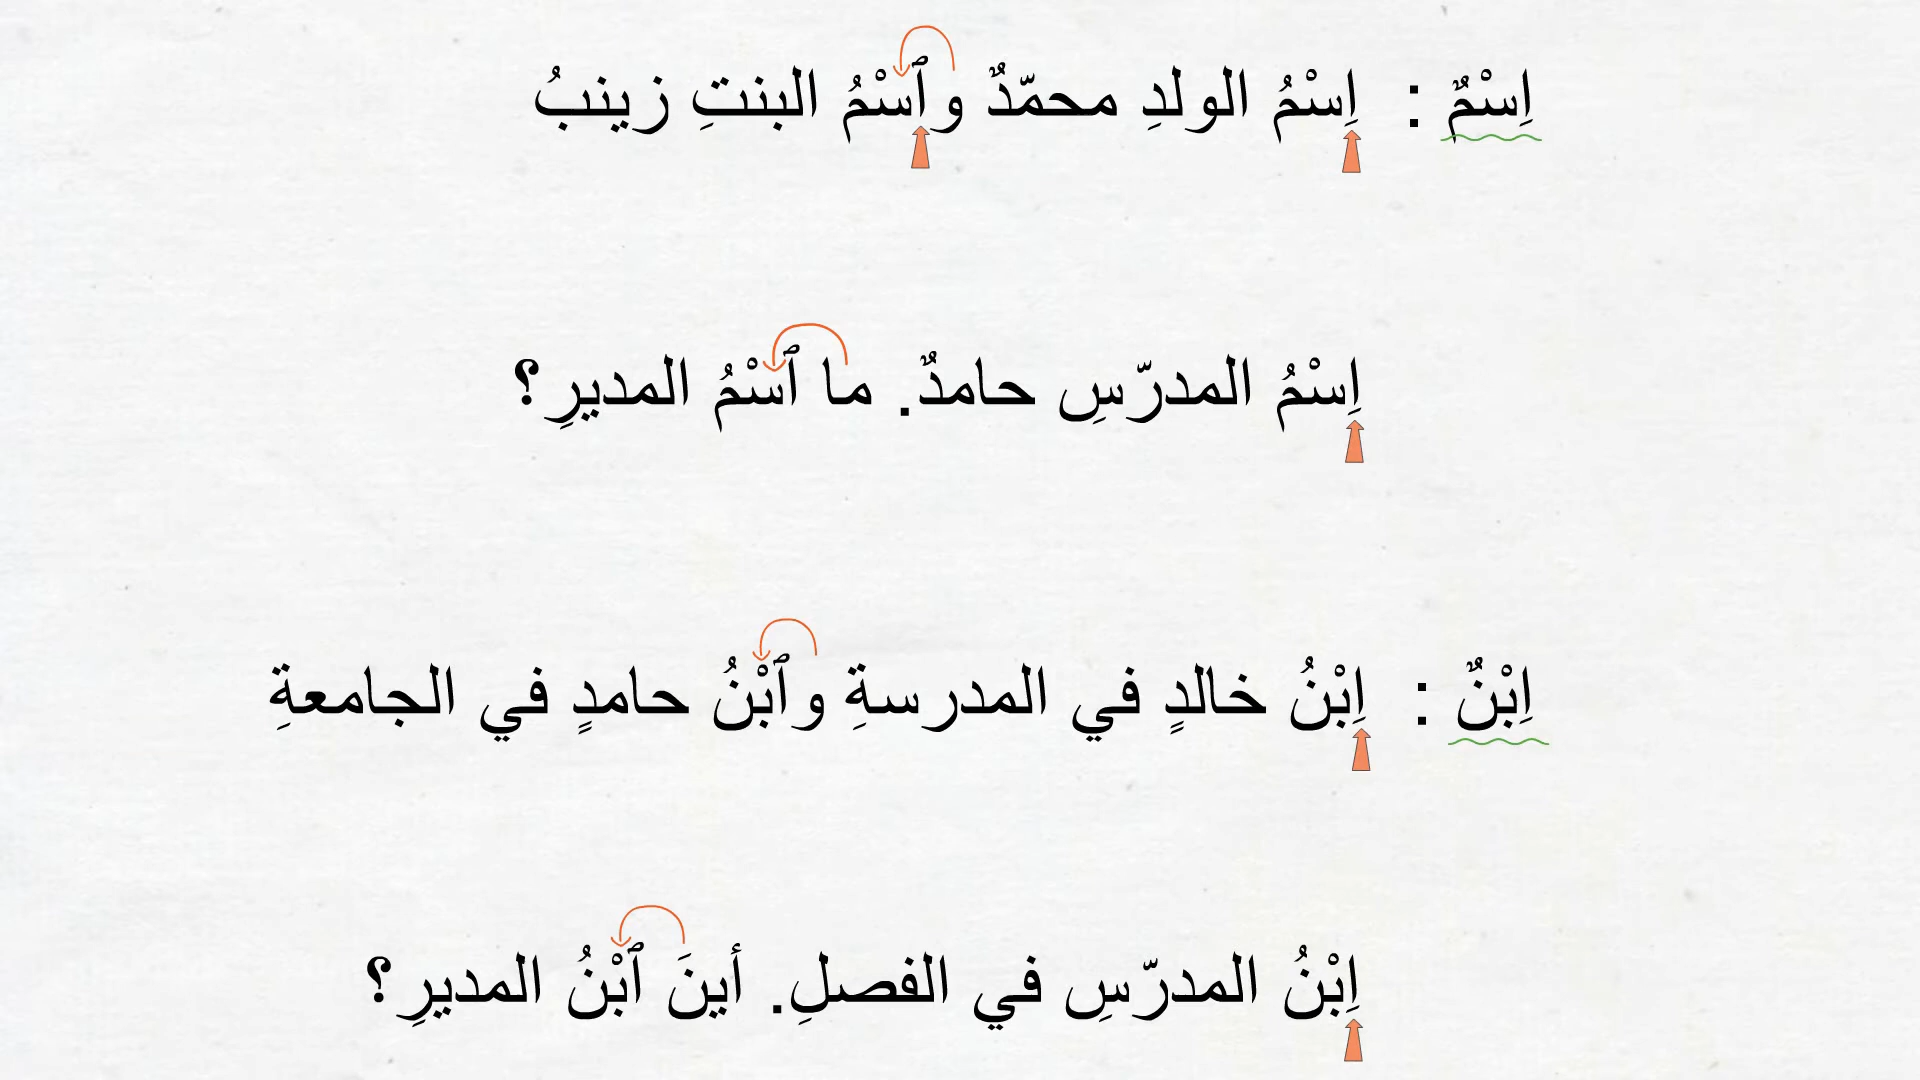 اِسْمٌ : اِسْمُ الولدِ محمّدٌ وٱسْمُ البنتِ زينبُ
اِسْمُ المدرّسِ حامدٌ. ما ٱسْمُ المديرِ؟
اِبْنٌ : اِبْنُ خالدٍ في المدرسةِ وٱبْنُ حامدٍ في الجامعةِ
اِبْنُ المدرّسِ في الفصلِ. أينَ ٱبْنُ المديرِ؟